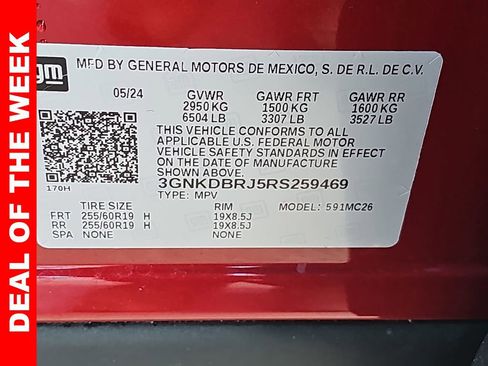 DEAL OF THE WEEK
gm
MFD BY GENERAL MOTORS DE MEXICO, S. DE R.L. DE C.V.
05/24 GVWR GAWR FRT GAWR RR
2950 KG 1500 KG 1600 KG
6504 LB 3307 LB 3527 LB
THIS VEHICLE CONFORMS TO ALL
APPLICABLE U.S. FEDERAL MOTOR
VEHICLE SAFETY STANDARDS IN EFFECT
ON THE DATE OF MANUFACTURE
SHOWN ABOVE.
170H 3GNKDBRJ5RS259469
TYPE: MPV MODEL: 591MC26
TIRE SIZE RIM
FRT 255/60R19 H 19X8.5J
RR 255/60R19 H 19X8.5J
SPA NONE NONE